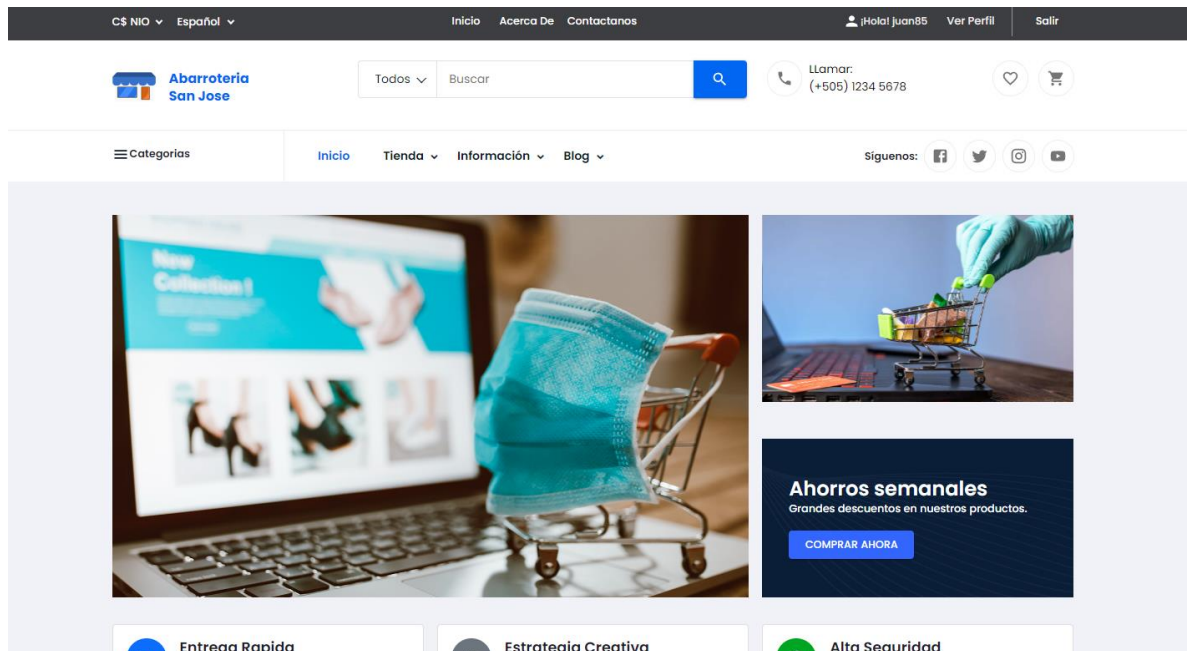 C$ NIO Español Inicio Acerca De Contactanos ¡Hola! juan85 Ver Perfil Salir
Abarroteria
San Jose
Todos Buscar
LLamar:
(+505) 1234 5678
Categorias Inicio Tienda Información Blog Siguenos:
New
Collection !
Ahorros semanales
Grandes descuentos en nuestros productos.
COMPRAR AHORA
Entrega Rapida Estrategia Creativa Alta Seguridad